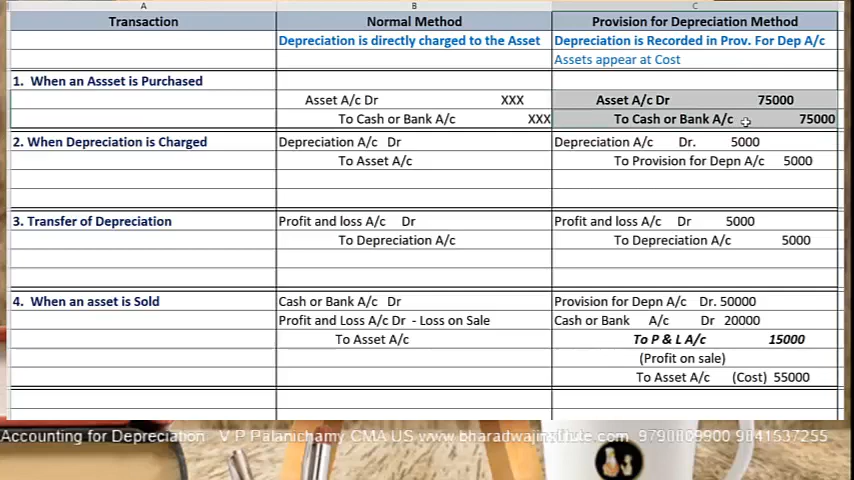 A B C
Transaction Normal Method Provision for Depreciation Method
Depreciation is directly charged to the Asset Depreciation is Recorded in Prov. For Dep A/c
Assets appear at Cost
1. When an Assset is Purchased
Asset A/c Dr XXX Asset A/c Dr 75000
To Cash or Bank A/c XXX To Cash or Bank A/c 75000
2. When Depreciation is Charged Depreciation A/c Dr Depreciation A/c Dr. 5000
To Asset A/c To Provision for Depn A/c 5000
3. Transfer of Depreciation Profit and loss A/c Dr Profit and loss A/c Dr 5000
To Depreciation A/c To Depreciation A/c 5000
4. When an asset is Sold Cash or Bank A/c Dr Provision for Depn A/c Dr. 50000
Profit and Loss A/c Dr - Loss on Sale Cash or Bank A/c Dr 20000
To Asset A/c To P & L A/c 15000
(Profit on sale)
To Asset A/c (Cost) 55000
Accounting for Depreciation V P Palanichamy CMA US www.bharadwajinstitute.com 9790809900 9841537255